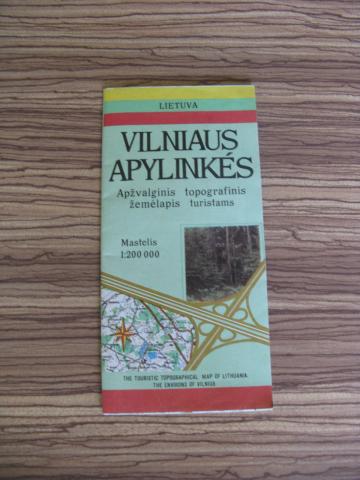 LIETUVA
VILNIAUS
APYLINKĖS
Apžvalginis topografinis
žemėlapis turistams
Mastelis
1:200 000
THE TOURISTIC TOPOGRAPHICAL MAP OF LITHUANIA.
THE ENVIRONS OF VILNIUS